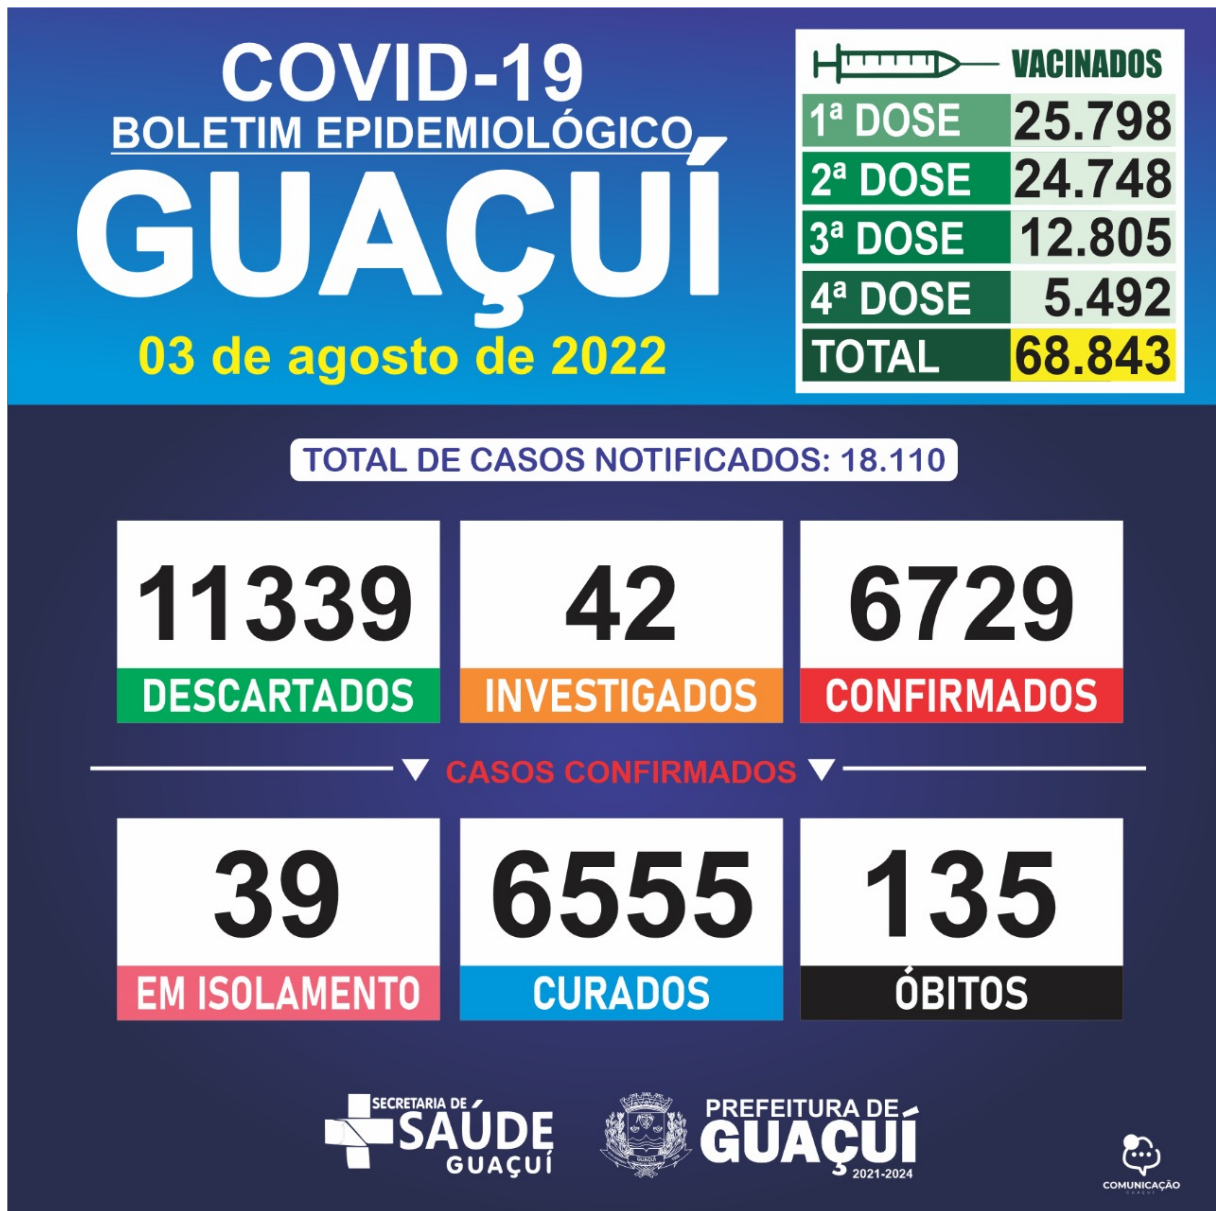 COVID-19
BOLETIM EPIDEMIOLÓGICO
GUAÇUÍ
03 de agosto de 2022
VACINADOS
1ª DOSE 25.798
2ª DOSE 24.748
3ª DOSE 12.805
4ª DOSE 5.492
TOTAL 68.843
TOTAL DE CASOS NOTIFICADOS: 18.110
11339
DESCARTADOS
42
INVESTIGADOS
6729
CONFIRMADOS
CASOS CONFIRMADOS
39
EM ISOLAMENTO
6555
CURADOS
135
ÓBITOS
SECRETARIA DE
SAÚDE
GUAÇUÍ
PREFEITURA DE
GUAÇUÍ
2021-2024
COMUNICAÇÃO
GUAÇUÍ